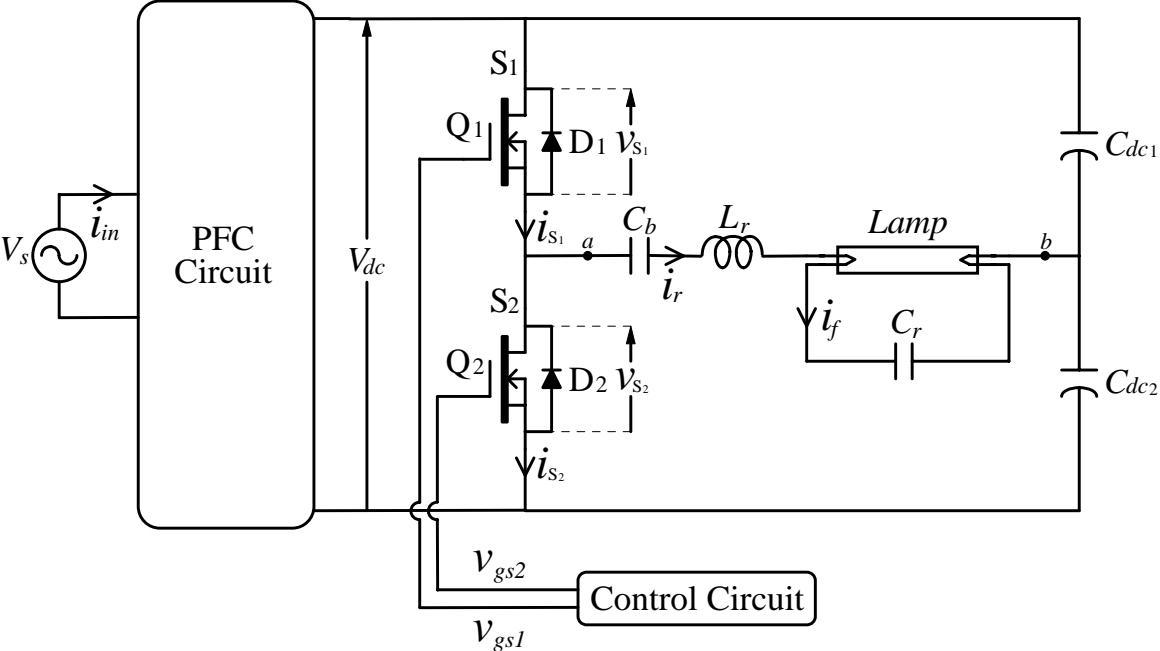 S1
Q1
D1
vS1
Cdc1
Vs
iin
PFC
Circuit
Vdc
iS1
a
Cb
Lr
Lamp
b
ir
S2
if
Cr
Q2
D2
vS2
Cdc2
iS2
vgs2
Control Circuit
vgs1